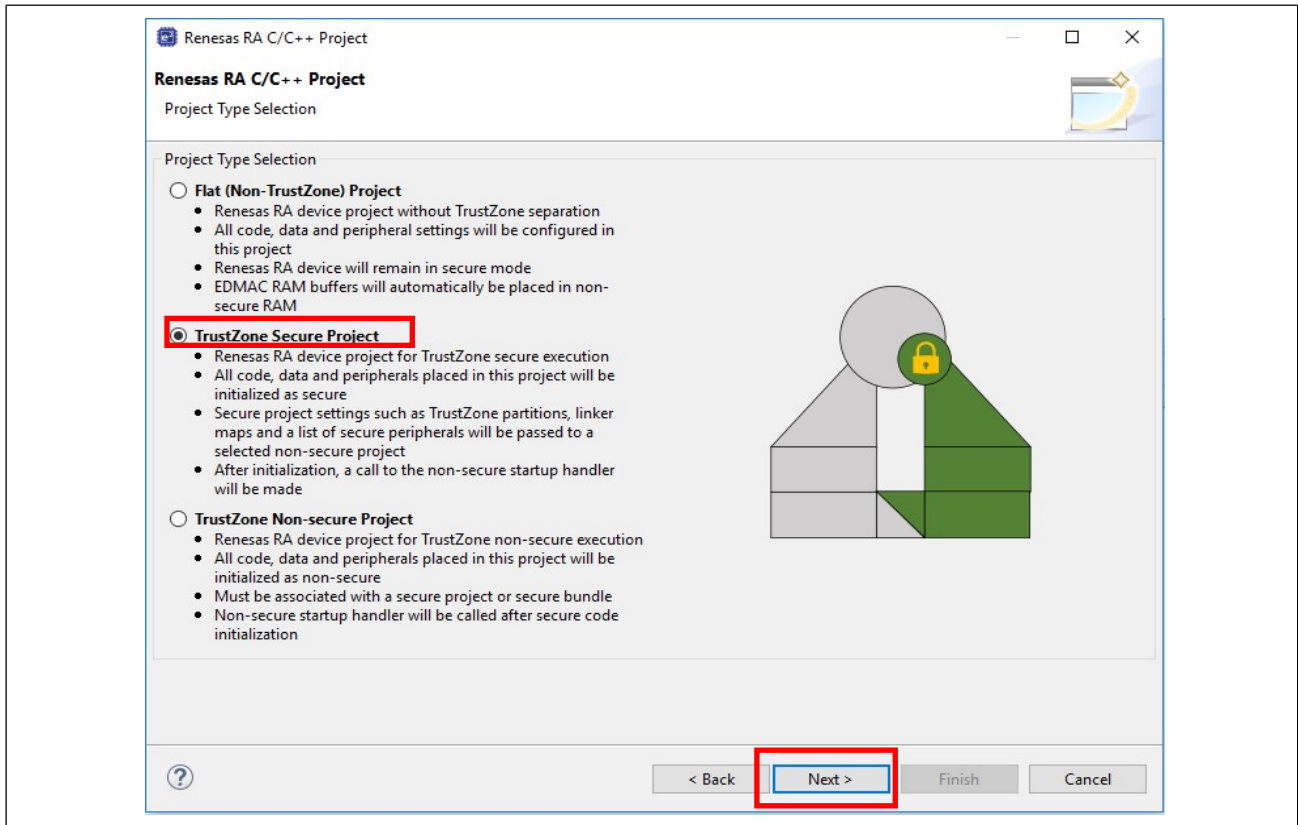 Renesas RA C/C++ Project
Renesas RA C/C++ Project
Project Type Selection
Project Type Selection
Flat (Non-TrustZone) Project
• Renesas RA device project without TrustZone separation
• All code, data and peripheral settings will be configured in
this project
• Renesas RA device will remain in secure mode
• EDMAC RAM buffers will automatically be placed in non-
secure RAM
TrustZone Secure Project
• Renesas RA device project for TrustZone secure execution
• All code, data and peripherals placed in this project will be
initialized as secure
• Secure project settings such as TrustZone partitions, linker
maps and a list of secure peripherals will be passed to a
selected non-secure project
• After initialization, a call to the non-secure startup handler
will be made
TrustZone Non-secure Project
• Renesas RA device project for TrustZone non-secure execution
• All code, data and peripherals placed in this project will be
initialized as non-secure
• Must be associated with a secure project or secure bundle
• Non-secure startup handler will be called after secure code
initialization
? < Back Next > Finish Cancel